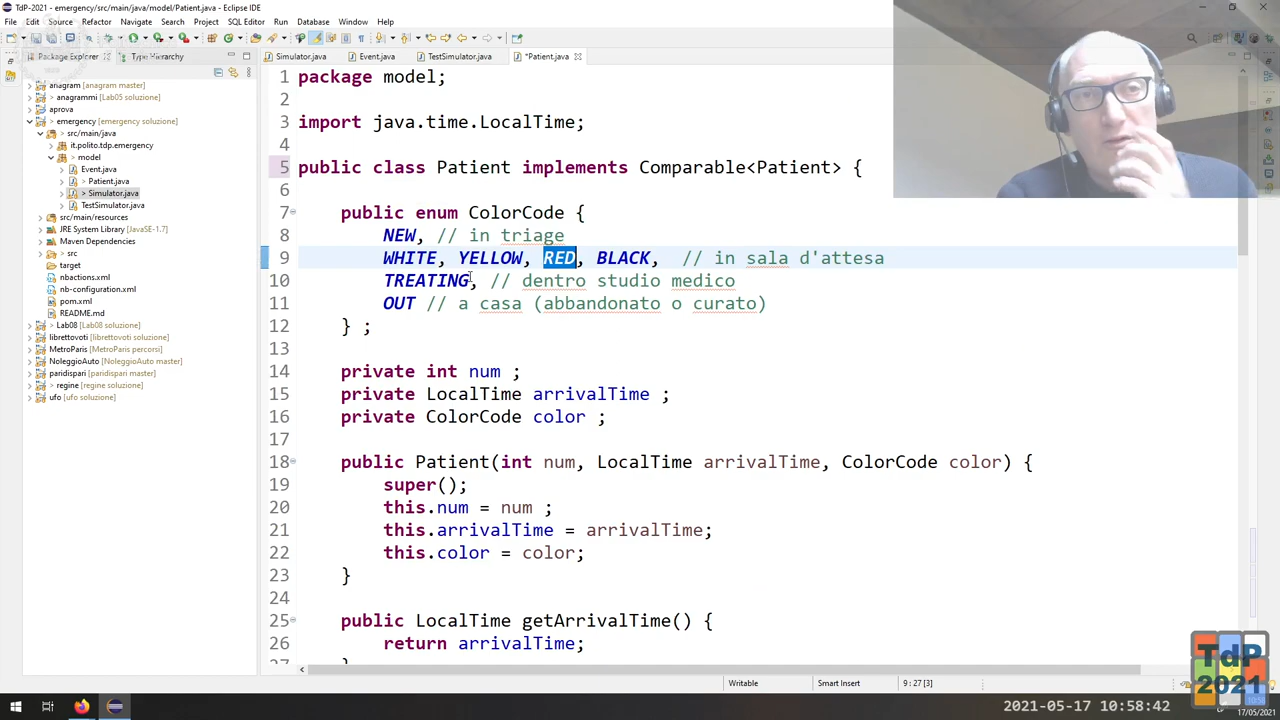 TdP-2021 - emergency/src/main/java/model/Patient.java - Eclipse IDE
File Edit Source Refactor Navigate Search Project SQL Editor Run Database Window Help
Package Explorer Type Hierarchy
Simulator.java Event.java TestSimulator.java *Patient.java
anagram [anagram master]
> anagrammi [Lab05 soluzione]
aprova
> emergency [emergency soluzione]
> src/main/java
> it.polito.tdp.emergency
> model
Event.java
> Patient.java
> Simulator.java
TestSimulator.java
src/main/resources
JRE System Library [JavaSE-1.7]
Maven Dependencies
> src
target
nbactions.xml
nb-configuration.xml
pom.xml
README.md
> Lab08 [Lab08 soluzione]
librettovoti [librettovoti soluzione]
MetroParis [MetroParis percorsi]
NoleggioAuto [NoleggioAuto master]
paridispari [paridispari master]
> regine [regine soluzione]
ufo [ufo soluzione]
1 package model;
2
3 import java.time.LocalTime;
4
5 public class Patient implements Comparable<Patient> {
6
7 public enum ColorCode {
8 NEW, // in triage
9 WHITE, YELLOW, RED, BLACK, // in sala d'attesa
10 TREATING, // dentro studio medico
11 OUT // a casa (abbandonato o curato)
12 } ;
13
14 private int num ;
15 private LocalTime arrivalTime ;
16 private ColorCode color ;
17
18 public Patient(int num, LocalTime arrivalTime, ColorCode color) {
19 super();
20 this.num = num ;
21 this.arrivalTime = arrivalTime;
22 this.color = color;
23 }
24
25 public LocalTime getArrivalTime() {
26 return arrivalTime;
27 }
Writable Smart Insert 9 : 27 [3]
TdP
2021
2021-05-17 10:58:42
17/05/2021